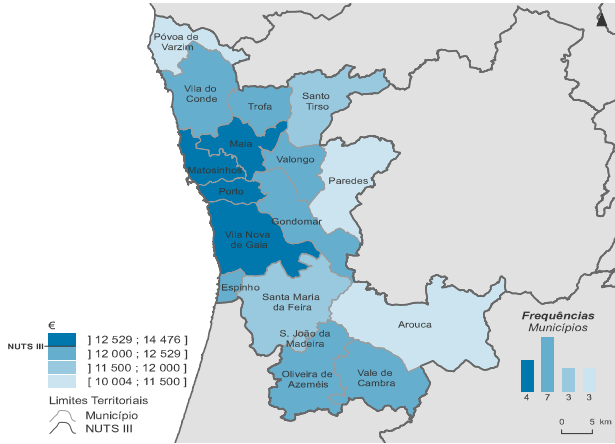 Póvoa de
Varzim
Vila do
Conde
Trofa
Santo
Tirso
Maia
Matosinhos
Valongo
Paredes
Porto
Gondomar
Vila Nova
de Gaia
Espinho
Santa Maria
da Feira
Arouca
S. João da
Madeira
Oliveira de
Azeméis
Vale de
Cambra
€
NUTS III
] 12 529 ; 14 476 ]
] 12 000 ; 12 529 ]
] 11 500 ; 12 000 ]
[ 10 004 ; 11 500 ]
Limites Territoriais
Município
NUTS III
Frequências
Municípios
4 7 3 3
0 5 km